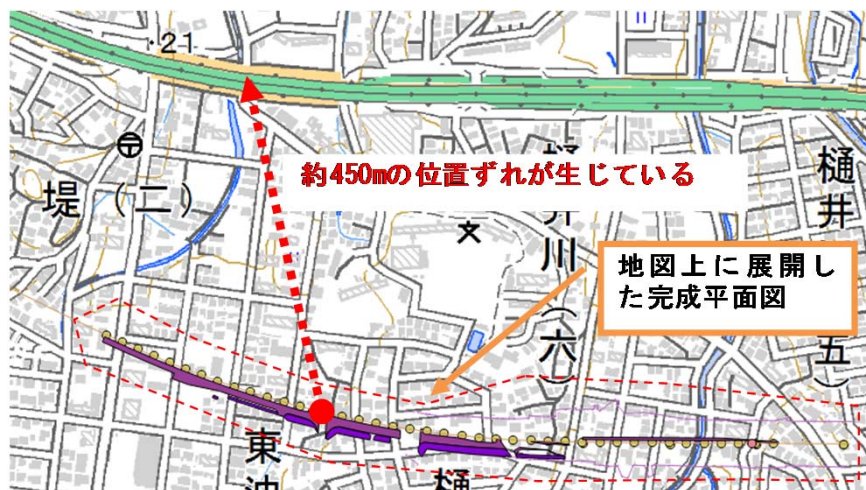 ・21
約450mの位置ずれが生じている
堤(二)
樋井川(六)
樋井
五)
地図上に展開し
た完成平面図
東油
樋